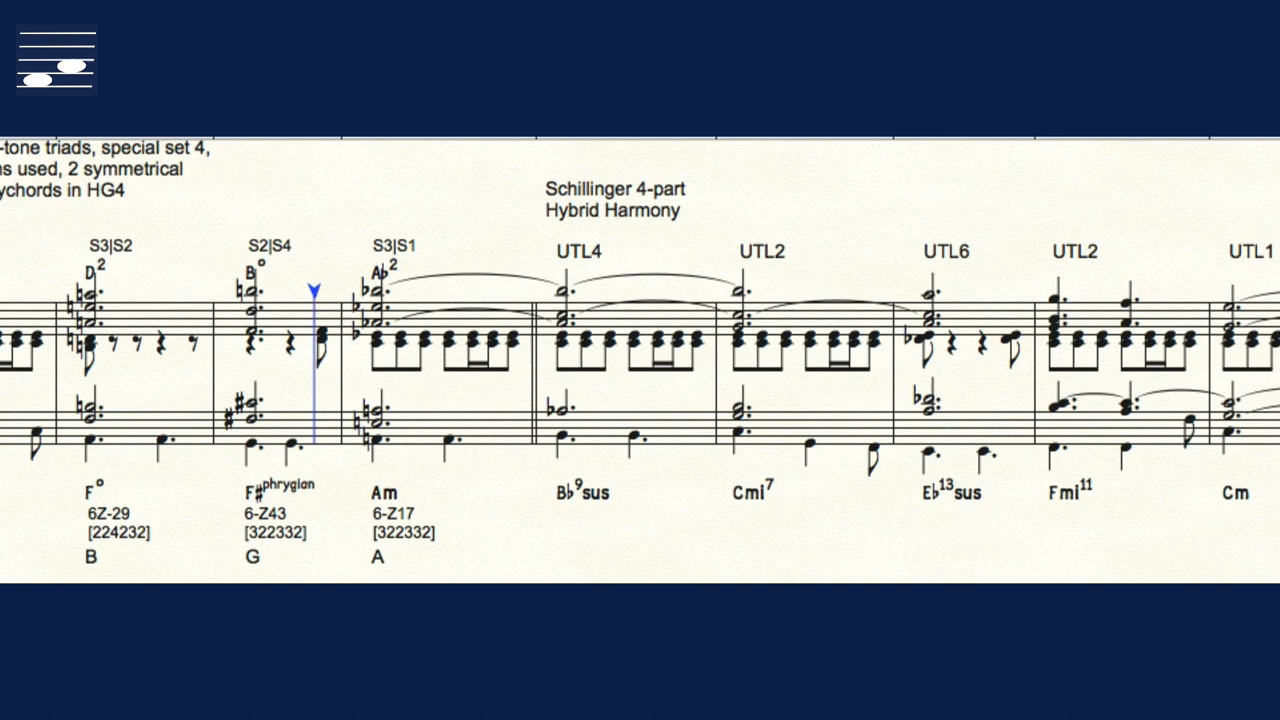 -tone triads, special set 4,
ns used, 2 symmetrical
ychords in HG4
Schillinger 4-part
Hybrid Harmony
S3|S2
S2|S4
S3|S1
UTL4
UTL2
UTL6
UTL2
UTL1
D2
B°
A♭2
F°
F#phrygian
Am
B♭9sus
Cmi7
E♭13sus
Fmi11
Cm
6Z-29
6-Z43
6-Z17
[224232]
[322332]
[322332]
B
G
A